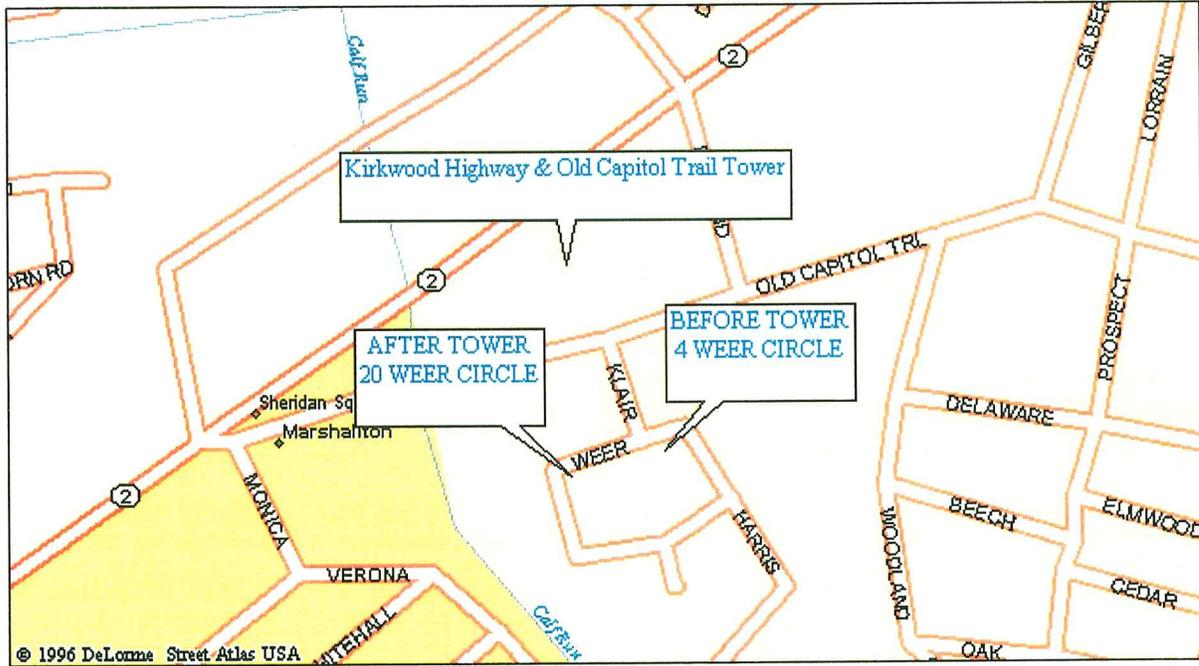 GILBER
LORRAIN
Calf Run
2
Kirkwood Highway & Old Capitol Trail Tower
ORN RD
OLD CAPITOL TRL
2
PROSPECT
AFTER TOWER
20 WEER CIRCLE
BEFORE TOWER
4 WEER CIRCLE
KLAIR
Sheridan Sq
Marshallton
DELAWARE
WEER
2
MONICA
BEECH
ELMWOOD
HARRIS
WOODLAND
VERONA
CEDAR
Calf Run
ITEHALL
OAK
© 1996 DeLorme Street Atlas USA